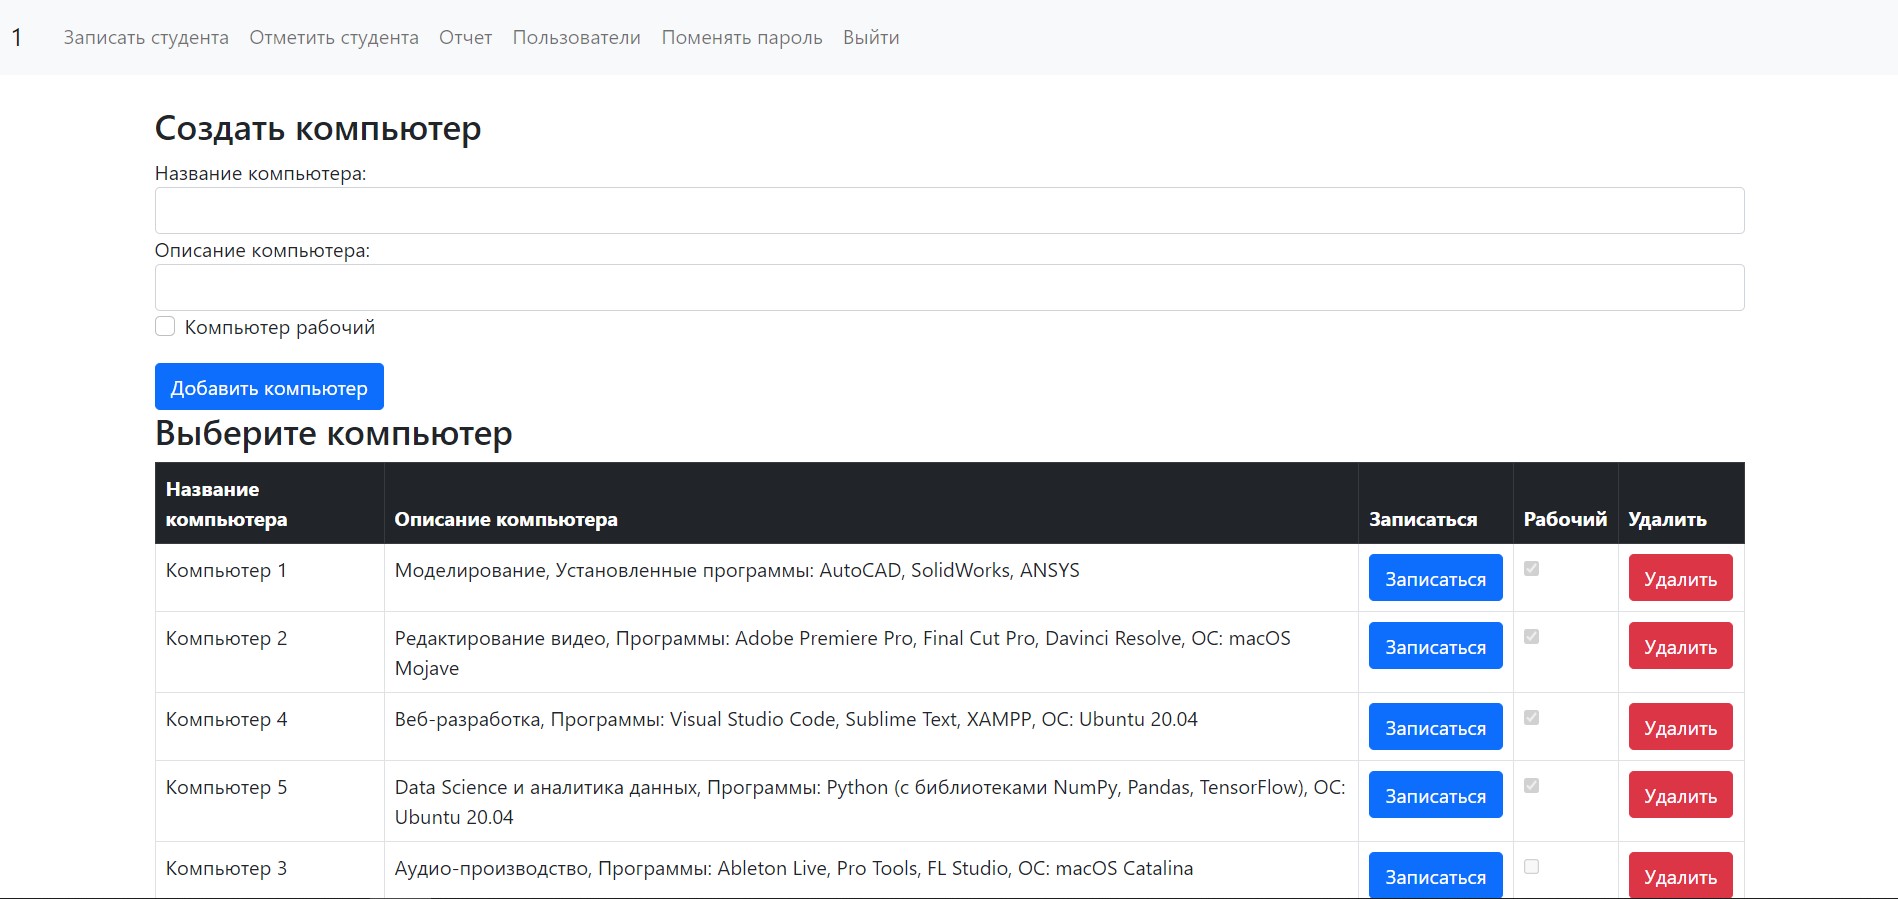 1 Записать студента Отметить студента Отчет Пользователи Поменять пароль Выйти
Создать компьютер
Название компьютера:
Описание компьютера:
Компьютер рабочий
Добавить компьютер
Выберите компьютер
Название
компьютера Описание компьютера Записаться Рабочий Удалить
Компьютер 1 Моделирование, Установленные программы: AutoCAD, SolidWorks, ANSYS Записаться Удалить
Компьютер 2 Редактирование видео, Программы: Adobe Premiere Pro, Final Cut Pro, Davinci Resolve, ОС: macOS Записаться Удалить
Mojave
Компьютер 4 Веб-разработка, Программы: Visual Studio Code, Sublime Text, XAMPP, ОС: Ubuntu 20.04 Записаться Удалить
Компьютер 5 Data Science и аналитика данных, Программы: Python (с библиотеками NumPy, Pandas, TensorFlow), ОС: Записаться Удалить
Ubuntu 20.04
Компьютер 3 Аудио-производство, Программы: Ableton Live, Pro Tools, FL Studio, ОС: macOS Catalina Записаться Удалить